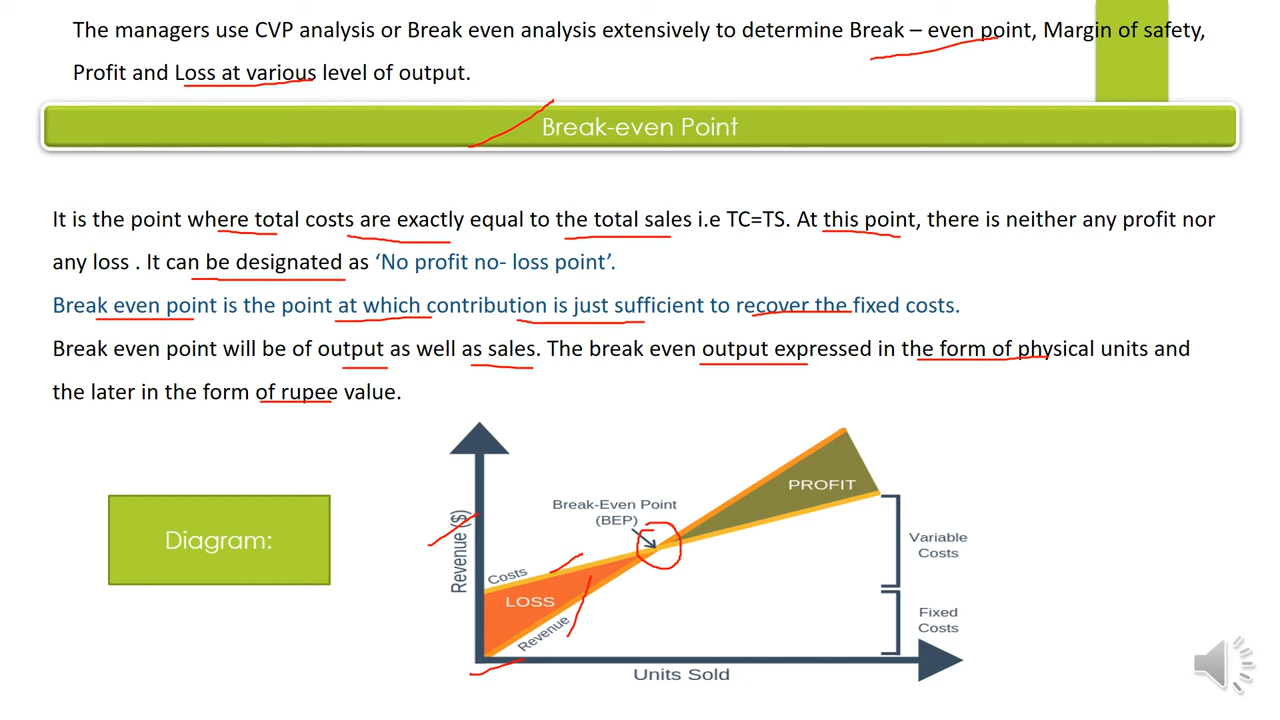 The managers use CVP analysis or Break even analysis extensively to determine Break – even point, Margin of safety,
Profit and Loss at various level of output.
Break-even Point
It is the point where total costs are exactly equal to the total sales i.e TC=TS. At this point, there is neither any profit nor
any loss . It can be designated as ‘No profit no- loss point’.
Break even point is the point at which contribution is just sufficient to recover the fixed costs.
Break even point will be of output as well as sales. The break even output expressed in the form of physical units and
the later in the form of rupee value.
Diagram:
Revenue ($)
Break-Even Point
(BEP)
PROFIT
Costs
LOSS
Revenue
Variable
Costs
Fixed
Costs
Units Sold